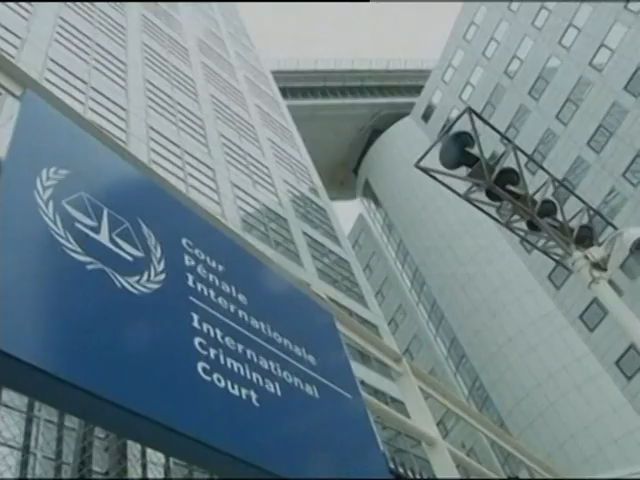 Cour
Pénale
Internationale
International
Criminal
Court